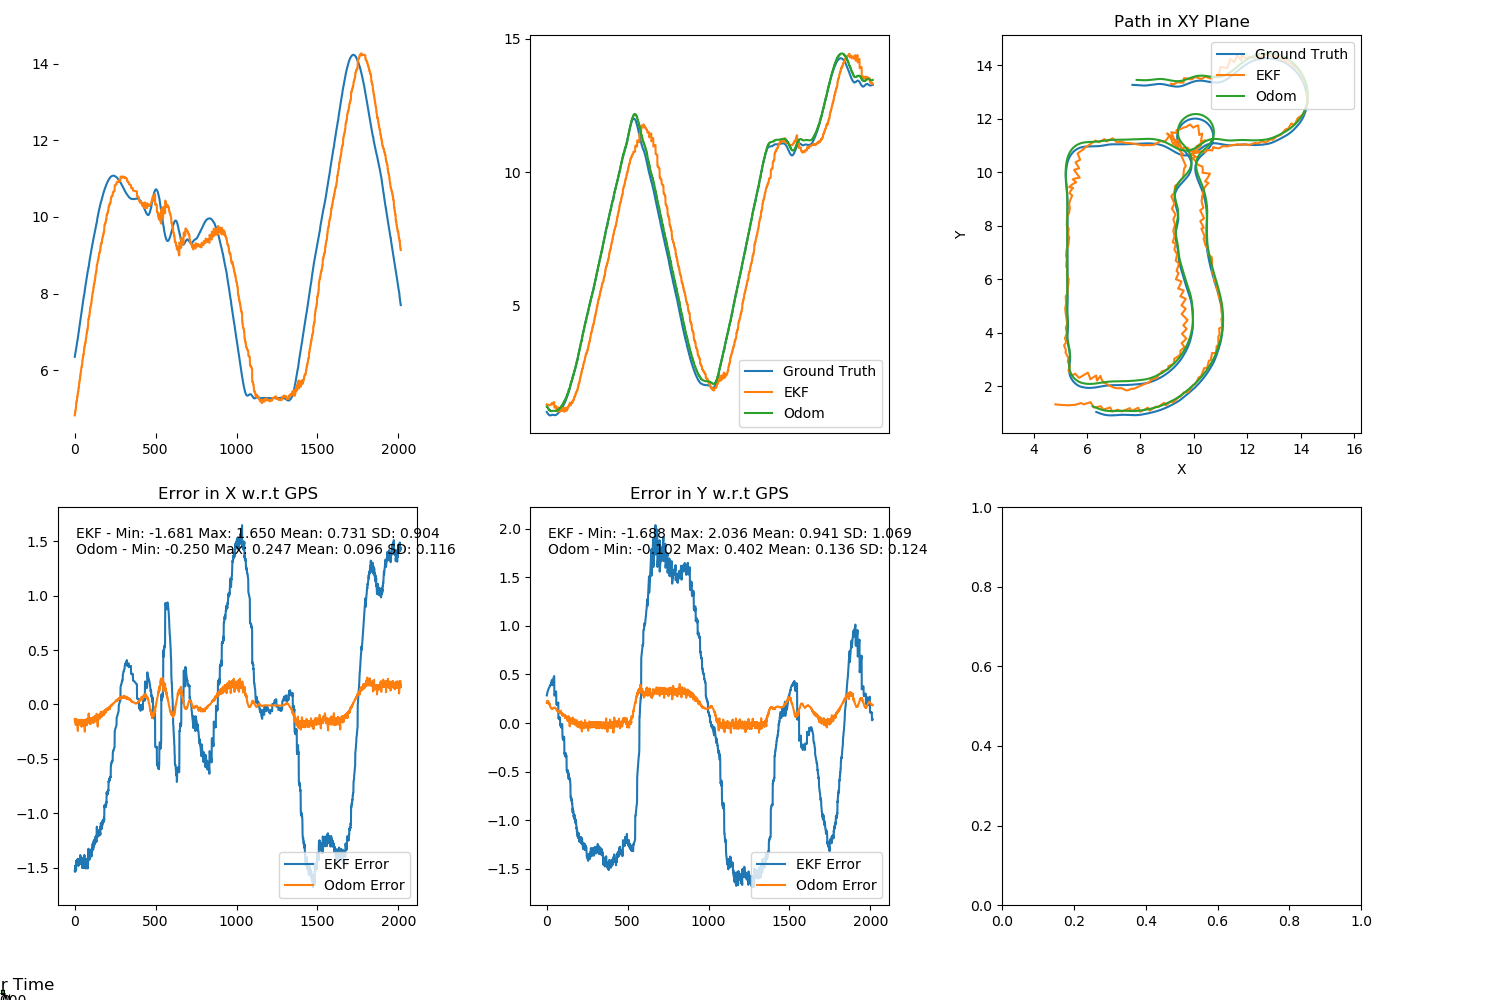 14
12
10
8
6
0 500 1000 1500 2000
15
10
5
Ground Truth
EKF
Odom
Path in XY Plane
Ground Truth
EKF
Odom
14
12
10
8
6
4
2
Y
4 6 8 10 12 14 16
X
Error in X w.r.t GPS
EKF - Min: -1.681 Max: 1.650 Mean: 0.731 SD: 0.904
Odom - Min: -0.250 Max: 0.247 Mean: 0.096 SD: 0.116
1.5
1.0
0.5
0.0
−0.5
−1.0
−1.5
EKF Error
Odom Error
0 500 1000 1500 2000
Error in Y w.r.t GPS
EKF - Min: -1.688 Max: 2.036 Mean: 0.941 SD: 1.069
Odom - Min: -0.102 Max: 0.402 Mean: 0.136 SD: 0.124
2.0
1.5
1.0
0.5
0.0
−0.5
−1.0
−1.5
EKF Error
Odom Error
0 500 1000 1500 2000
1.0
0.8
0.6
0.4
0.2
0.0
0.0 0.2 0.4 0.6 0.8 1.0
r Time